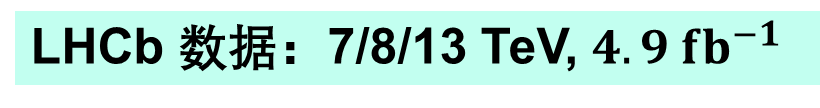 LHCb 数据：7/8/13 TeV, 4.9 fb⁻¹